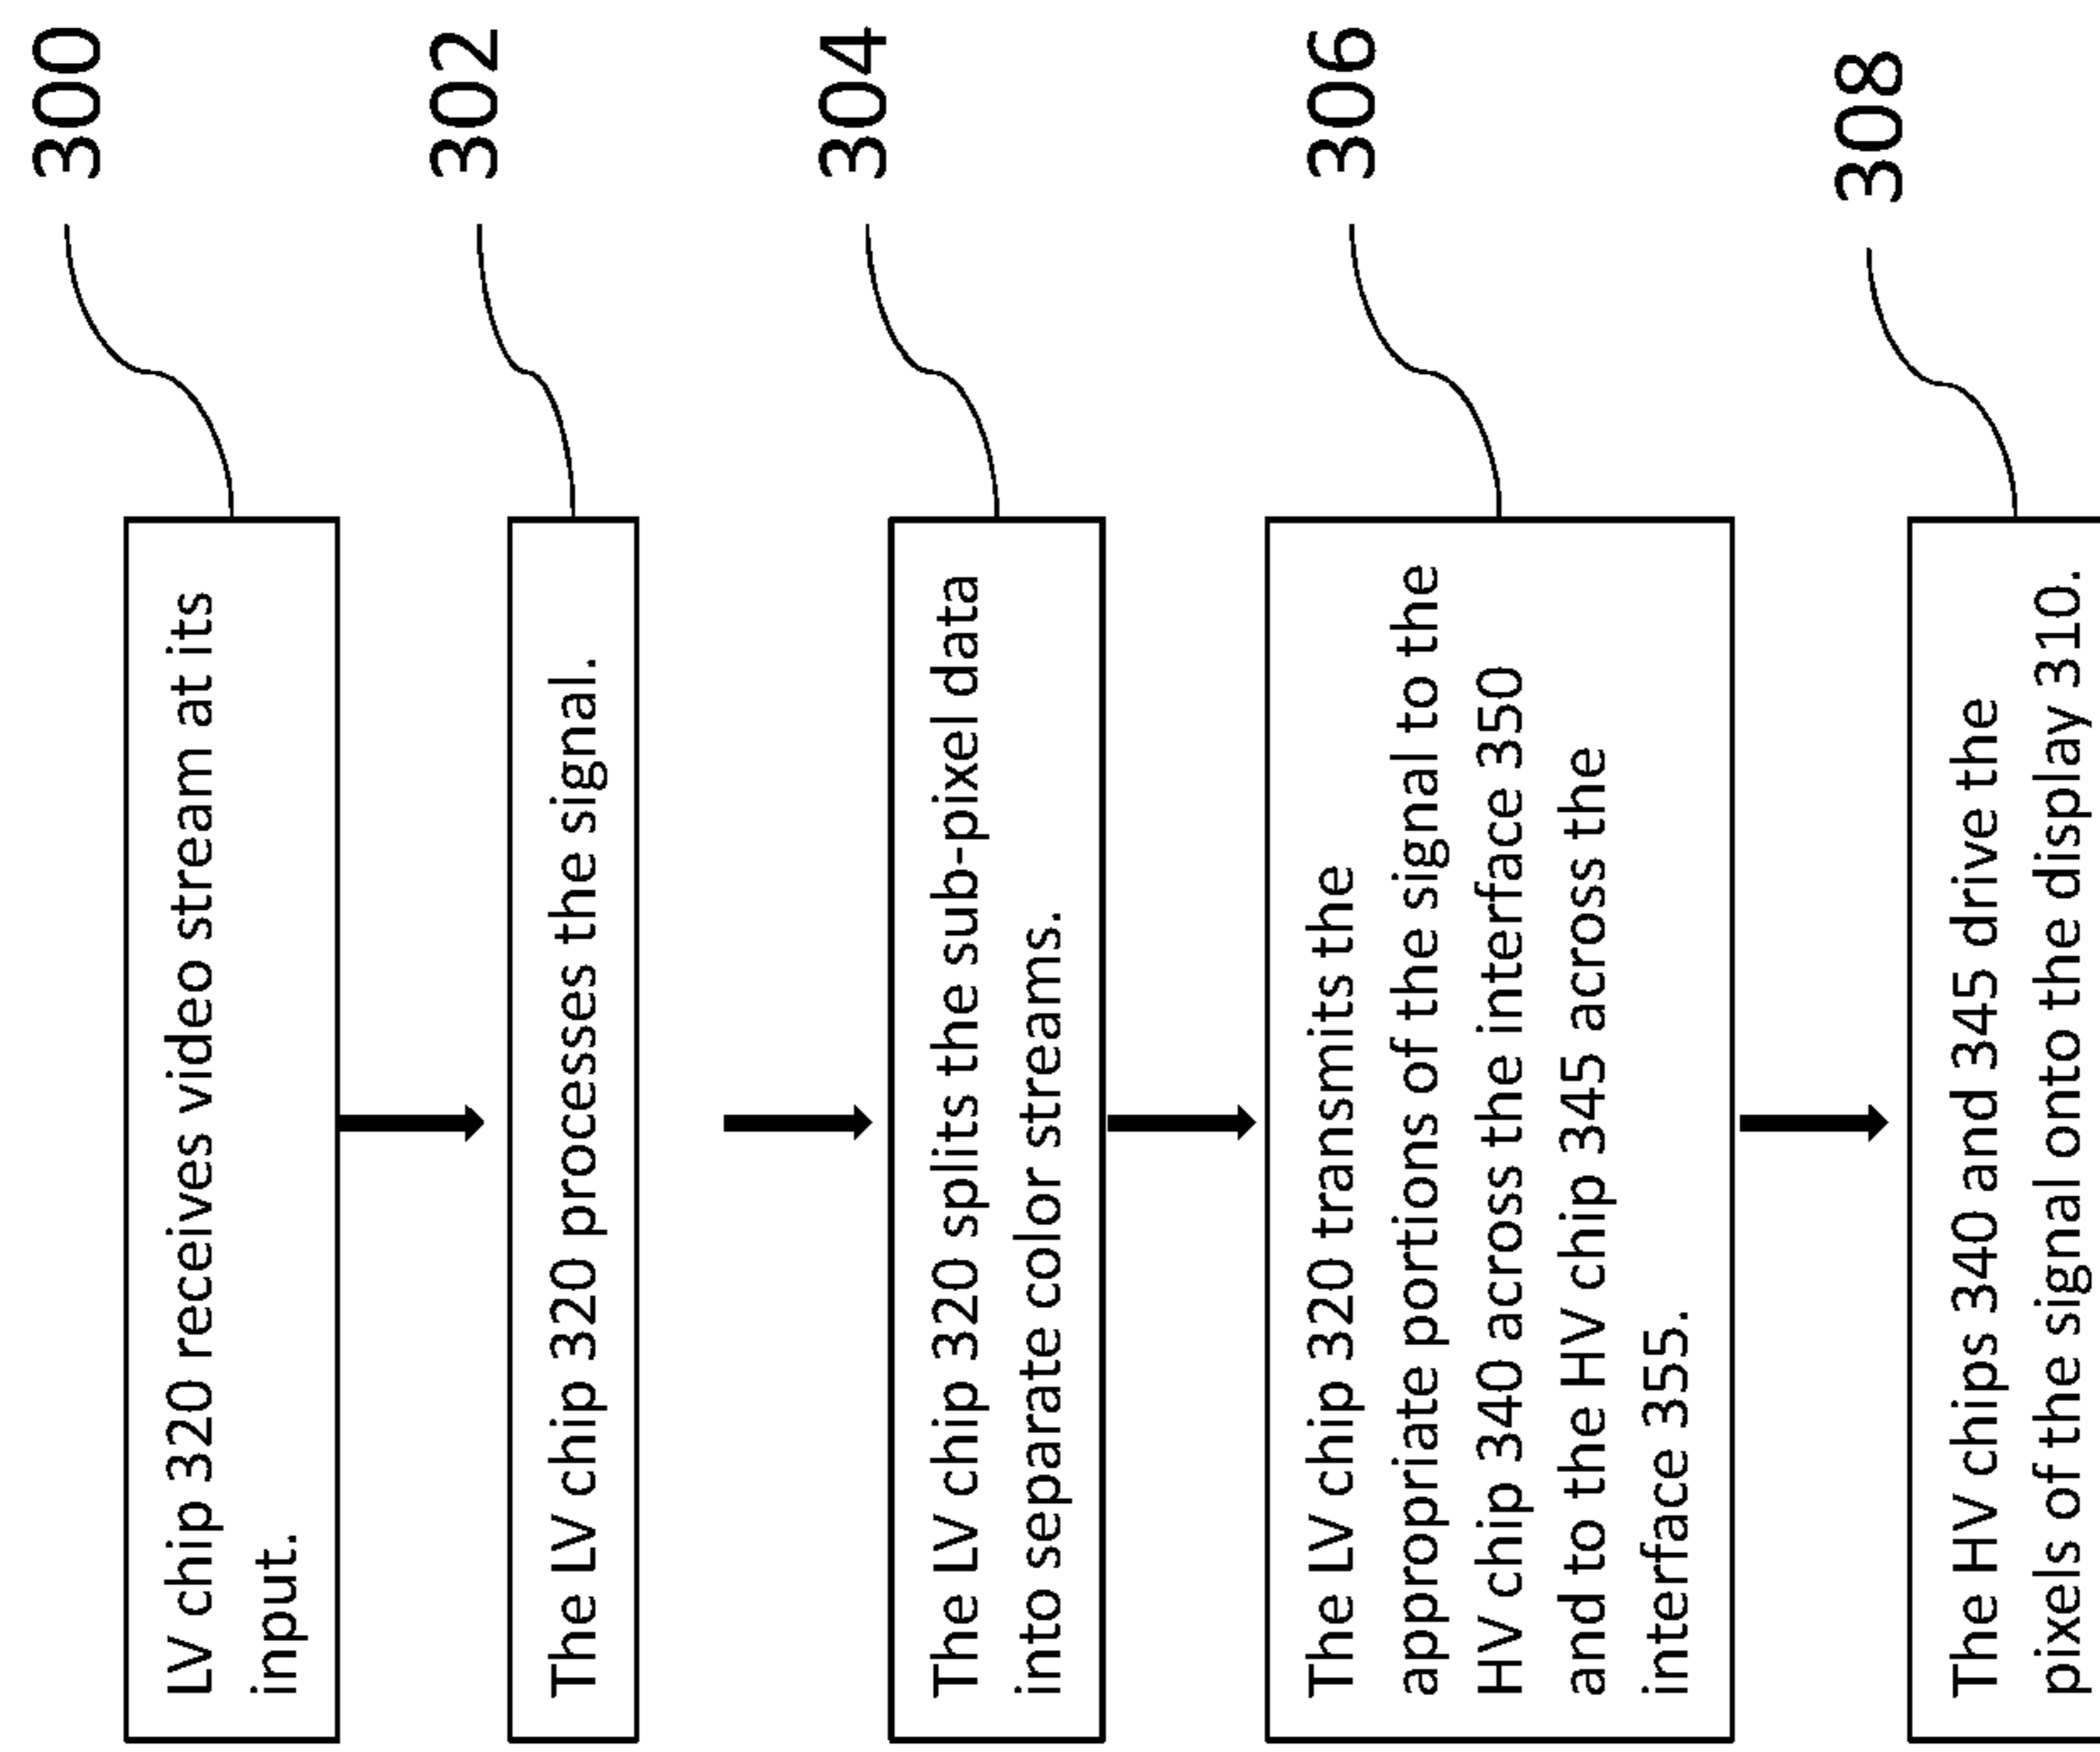 300
LV chip 320 receives video stream at its
input.
302
The LV chip 320 processes the signal.
304
The LV chip 320 splits the sub-pixel data
into separate color streams.
306
The LV chip 320 transmits the
appropriate portions of the signal to the
HV chip 340 across the interface 350
and to the HV chip 345 across the
interface 355.
308
The HV chips 340 and 345 drive the
pixels of the signal onto the display 310.